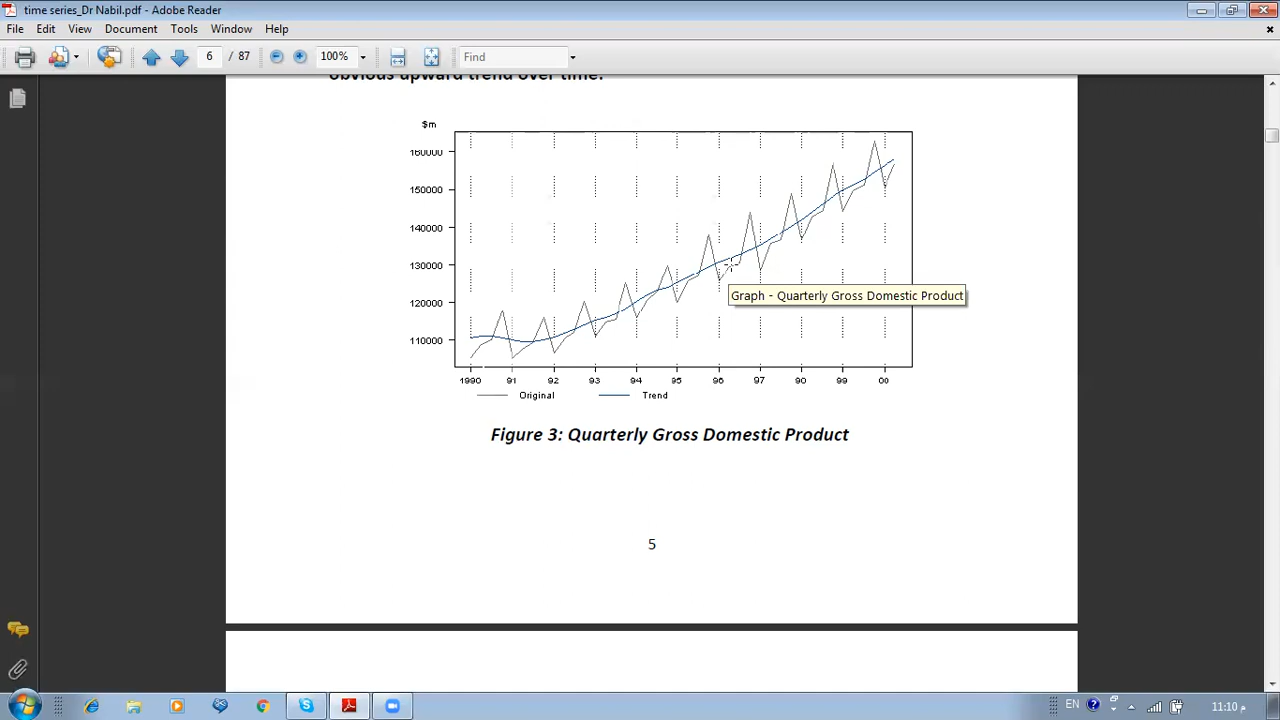 time series_Dr Nabil.pdf - Adobe Reader
File Edit View Document Tools Window Help
6 / 87 100% Find
obvious upward trend over time.
$m
160000
150000
140000
130000
120000
110000
Graph - Quarterly Gross Domestic Product
1990 91 92 93 94 95 96 97 98 99 00
Original Trend
Figure 3: Quarterly Gross Domestic Product
5
EN 11:10 م